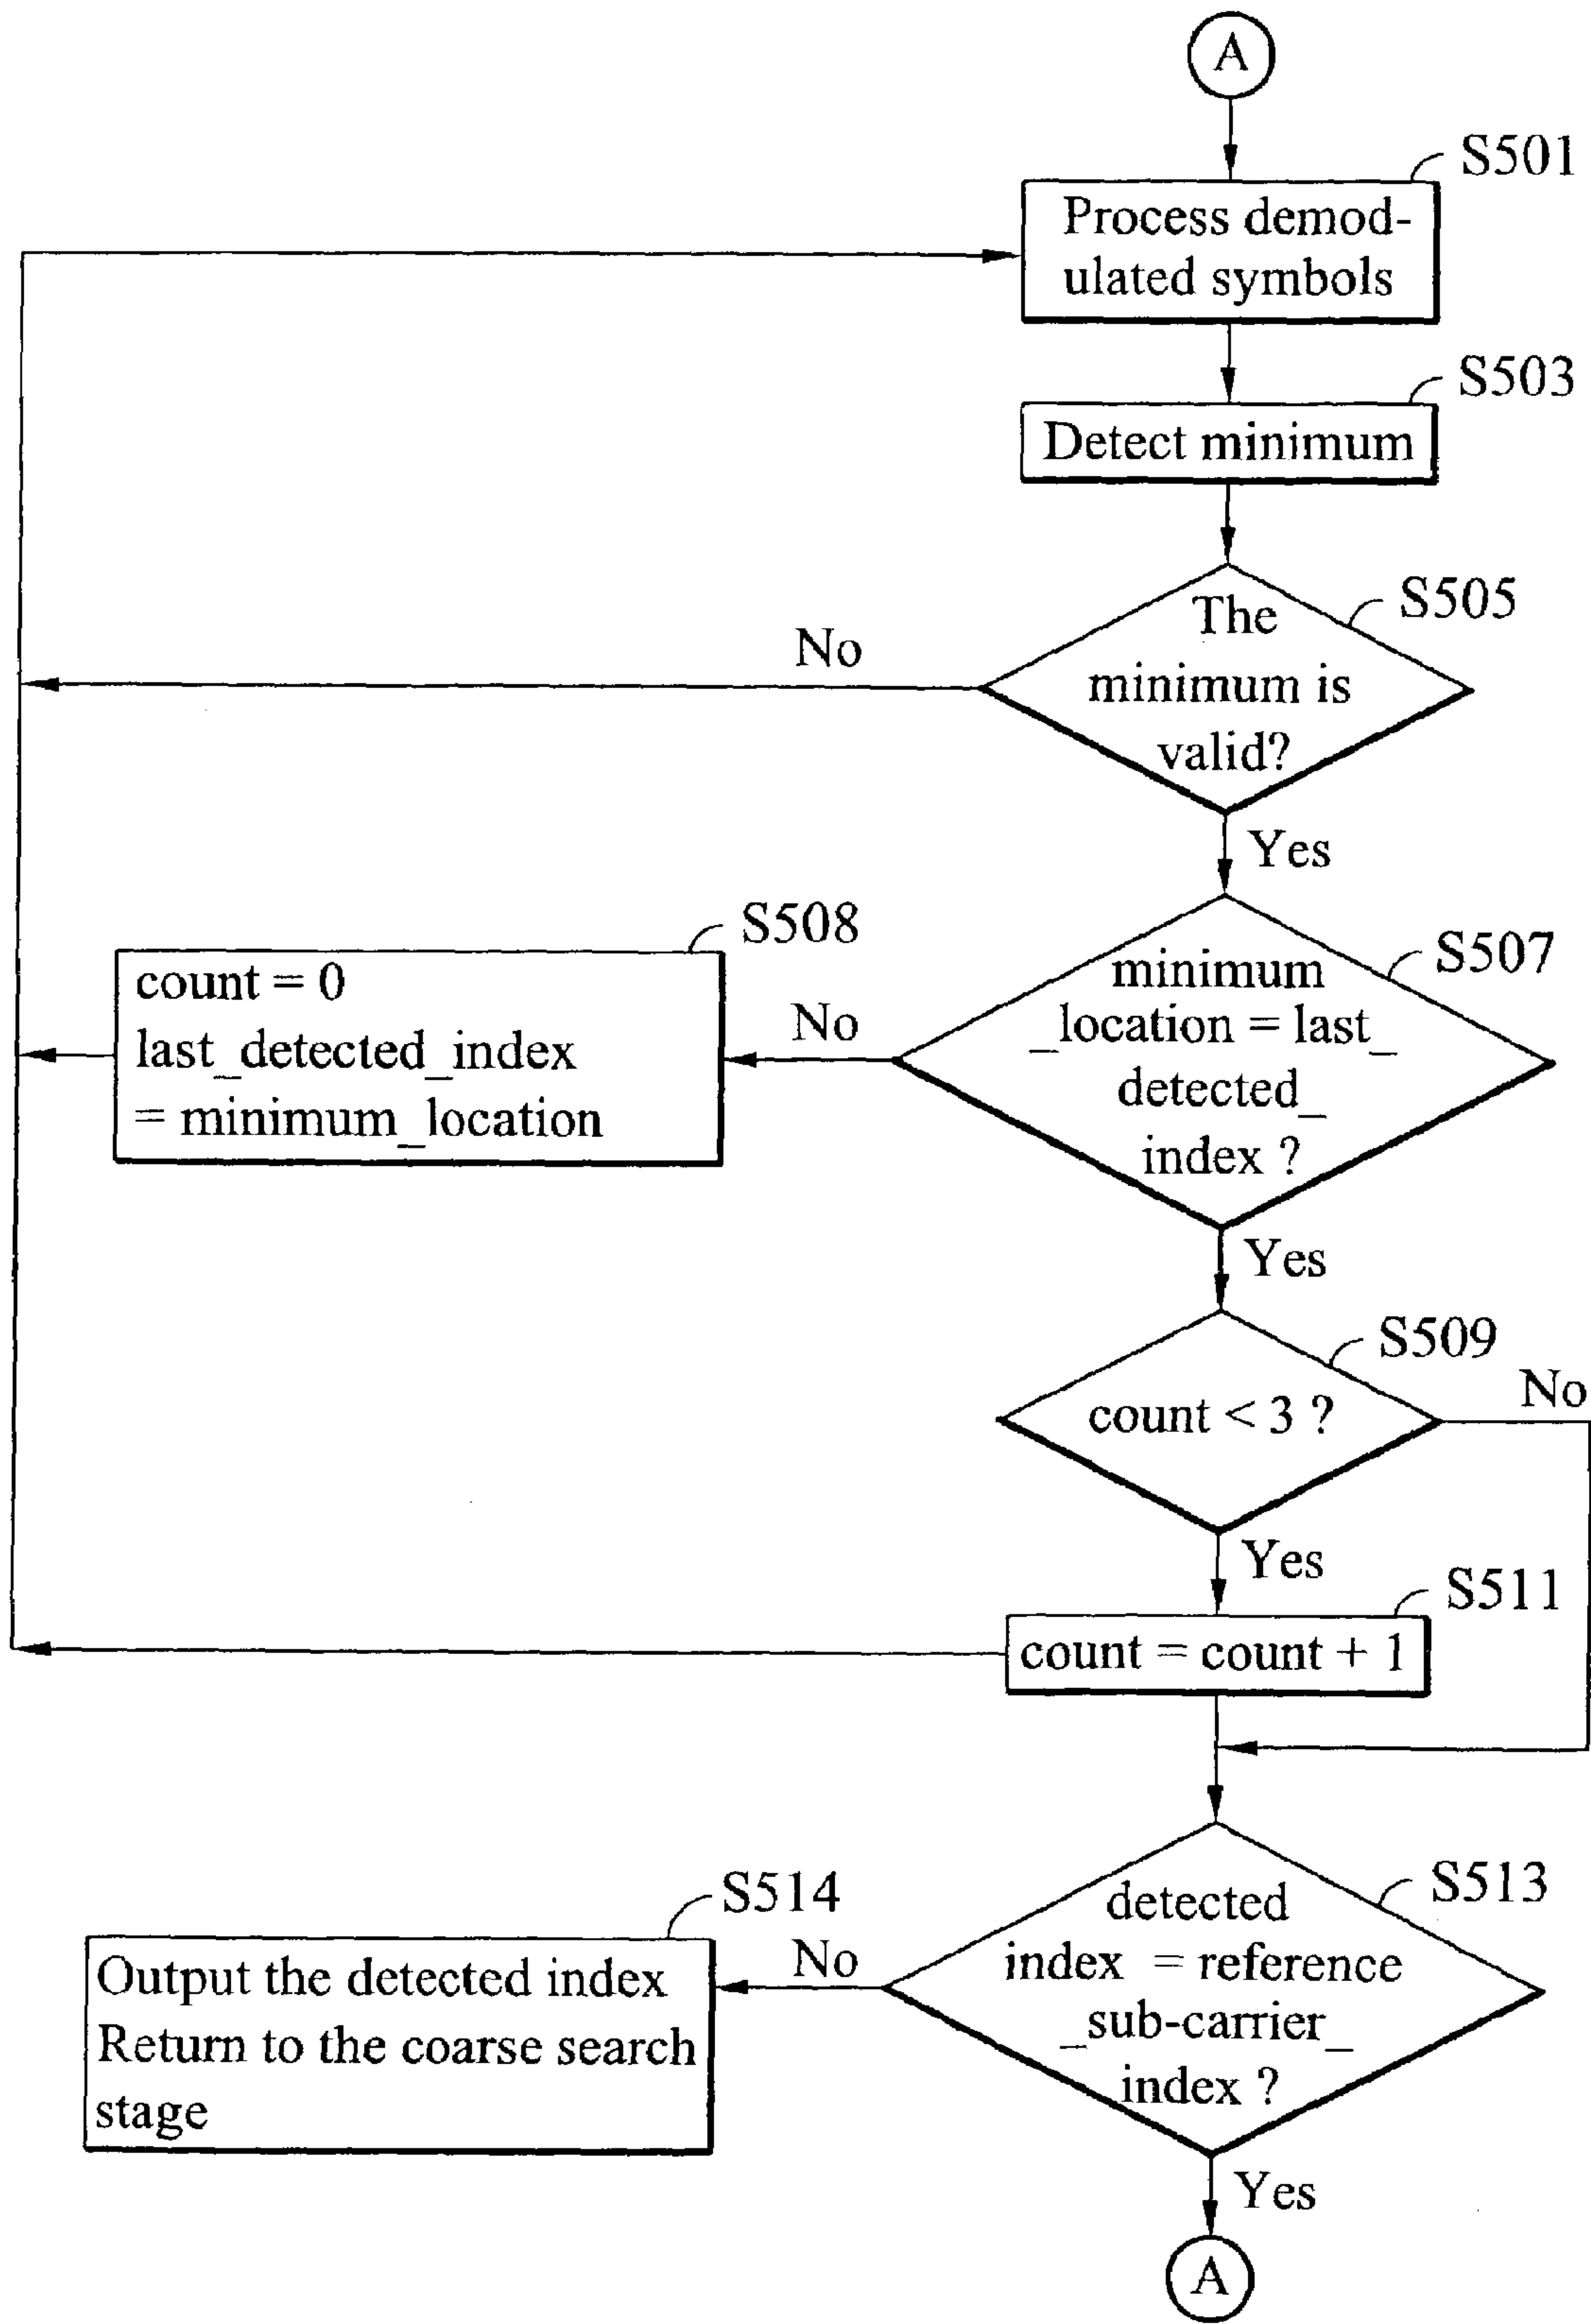 A
S501
Process demod-
ulated symbols
S503
Detect minimum
S505
The
minimum is
valid?
No
Yes
S508
count = 0
last_detected_index
= minimum_location
No
S507
minimum
_location = last_
detected_
index ?
Yes
S509
count < 3 ?
No
Yes
S511
count = count + 1
S513
detected
index = reference
_sub-carrier_
index ?
No
S514
Output the detected index
Return to the coarse search
stage
Yes
A